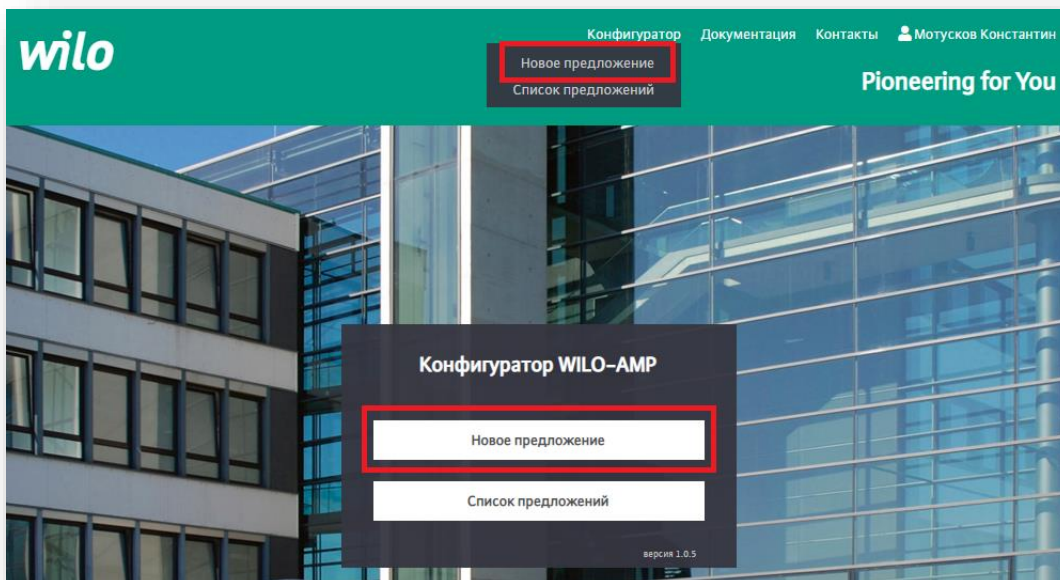 wilo
Конфигуратор Документация Контакты Мотусков Константин
Новое предложение
Список предложений
Pioneering for You
Конфигуратор WILO-AMP
Новое предложение
Список предложений
версия 1.0.5